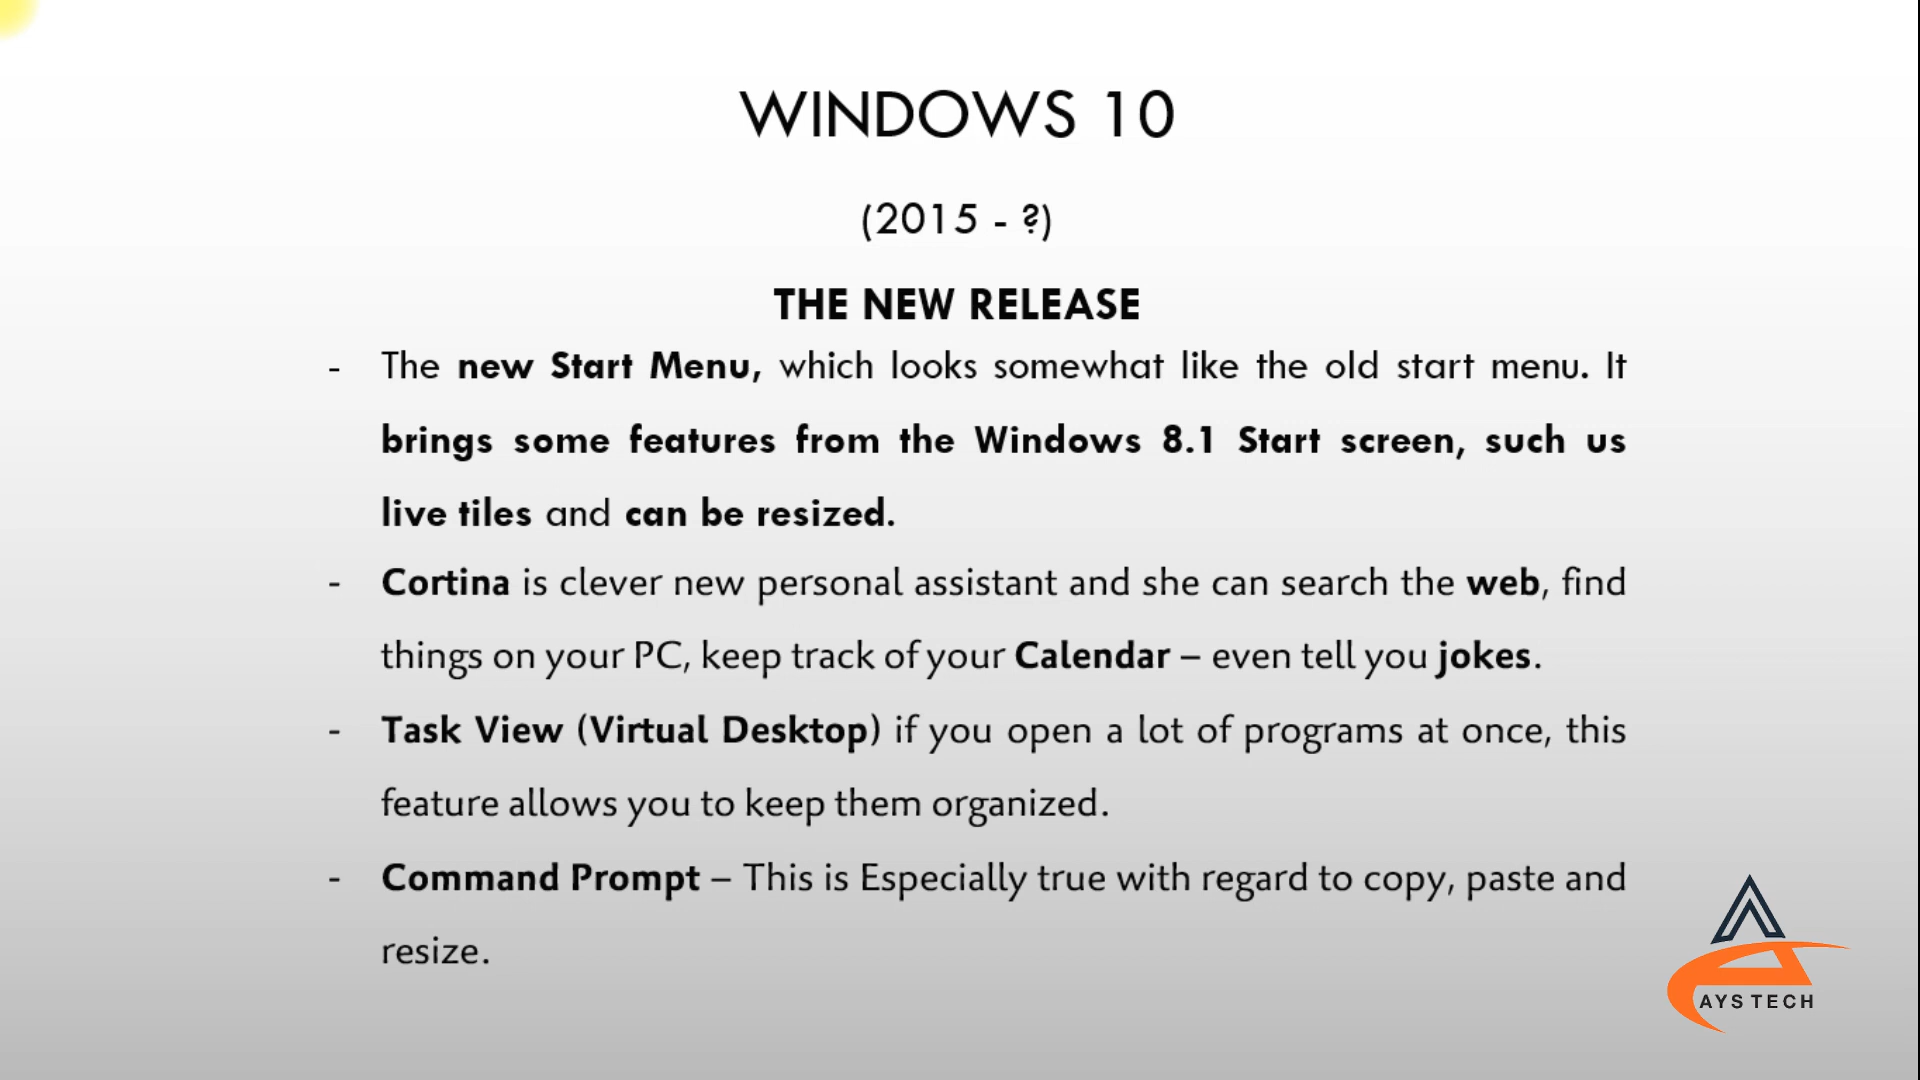 WINDOWS 10
(2015 - ?)
THE NEW RELEASE
- The new Start Menu, which looks somewhat like the old start menu. It
brings some features from the Windows 8.1 Start screen, such us
live tiles and can be resized.
- Cortina is clever new personal assistant and she can search the web, find
things on your PC, keep track of your Calendar – even tell you jokes.
- Task View (Virtual Desktop) if you open a lot of programs at once, this
feature allows you to keep them organized.
- Command Prompt – This is Especially true with regard to copy, paste and
resize.
AYS TECH